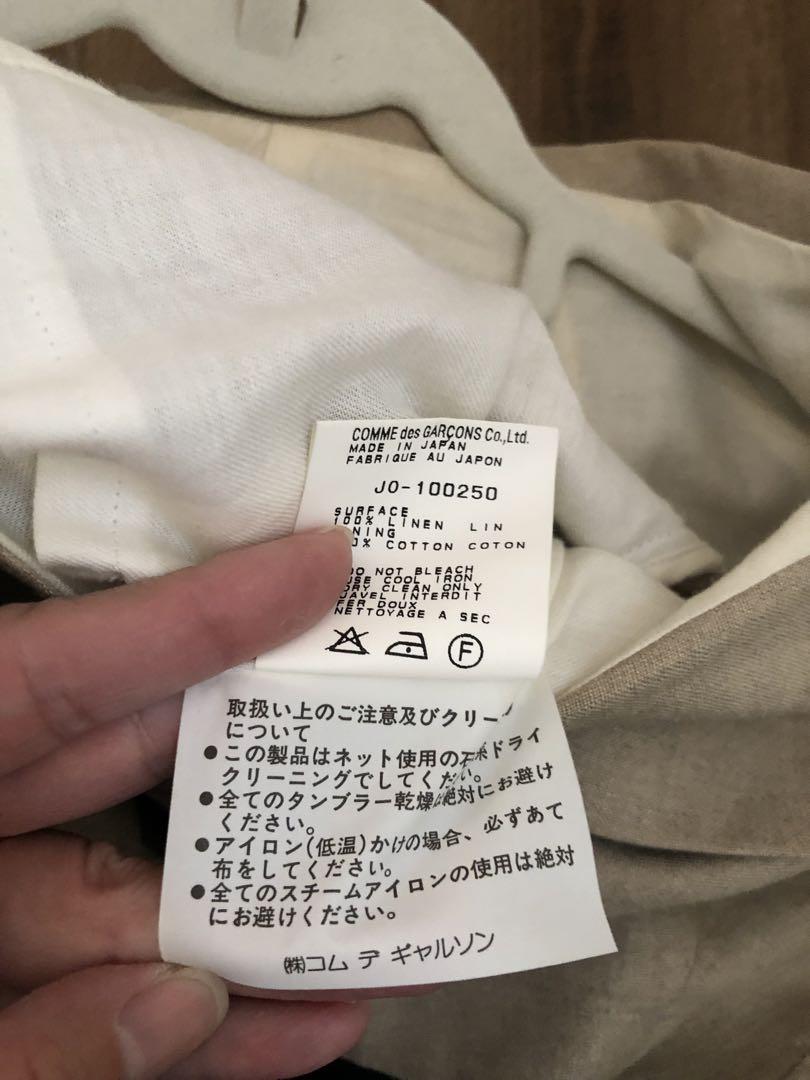 COMME des GARÇONS Co.,Ltd.
MADE IN JAPAN
FABRIQUE AU JAPON
J0-100250
SURFACE
100% LINEN LIN
COTTON COTON
DO NOT BLEACH
USE COOL IRON
DRY CLEAN ONLY
JAVEL INTERDIT
FER DOUX
NETTOYAGE A SEC
F
取扱い上のご注意及びクリー
について
●この製品はネット使用の石油ドライ
クリーニングでしてください。
●全てのタンブラー乾燥は絶対にお避け
ください。
●アイロン(低温)かけの場合、必ずあて
布をしてください。
●全てのスチームアイロンの使用は絶対
にお避けください。
㈱コム デ ギャルソン